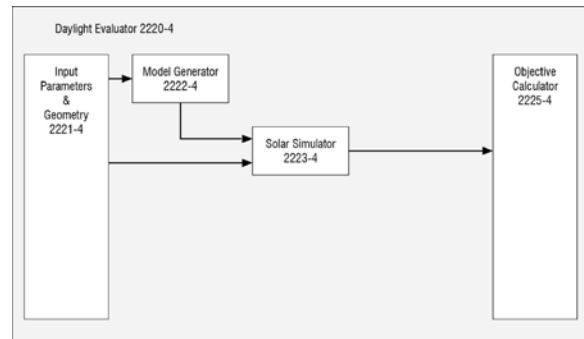 Daylight Evaluator 2220-4
Input
Parameters
&
Geometry
2221-4
Model Generator
2222-4
Solar Simulator
2223-4
Objective
Calculator
2225-4